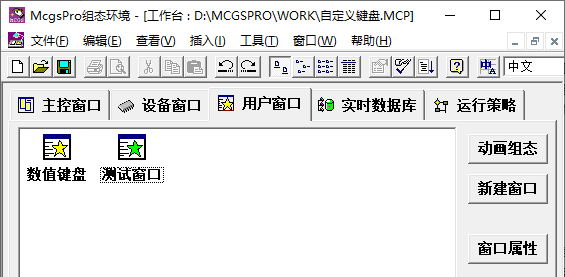 McgsPro组态环境 - [工作台 : D:\MCGSPRO\WORK\自定义键盘.MCP]
文件(F) 编辑(E) 查看(V) 插入(I) 工具(T) 窗口(W) 帮助(H)
中文
主控窗口 设备窗口 用户窗口 实时数据库 运行策略
数值键盘 测试窗口
动画组态
新建窗口
窗口属性